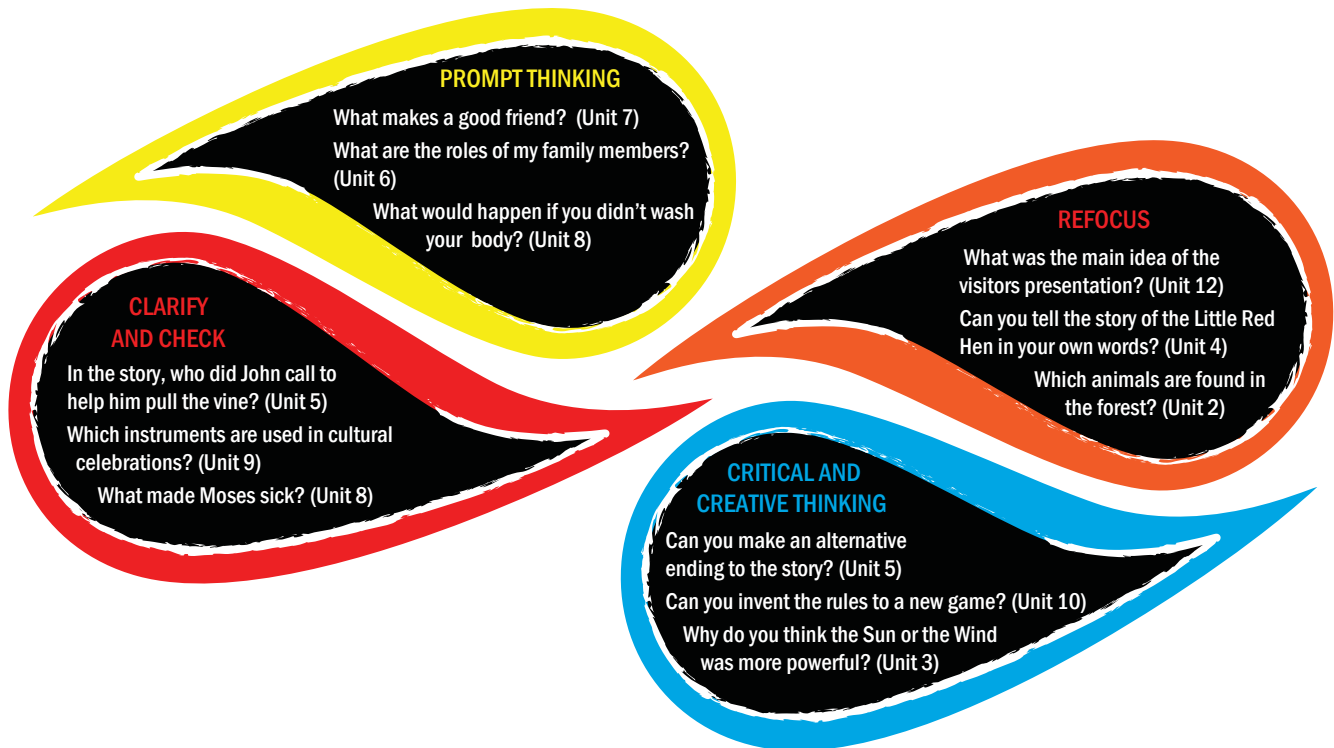 PROMPT THINKING
What makes a good friend?  (Unit 7)
What are the roles of my family members?
(Unit 6)
What would happen if you didn't wash
your  body? (Unit 8)
CLARIFY
AND CHECK
In the story, who did John call to
help him pull the vine? (Unit 5)
Which instruments are used in cultural
celebrations? (Unit 9)
What made Moses sick? (Unit 8)
REFOCUS
What was the main idea of the
visitors presentation? (Unit 12)
Can you tell the story of the Little Red
Hen in your own words? (Unit 4)
Which animals are found in
the forest? (Unit 2)
CRITICAL AND
CREATIVE THINKING
Can you make an alternative
ending to the story? (Unit 5)
Can you invent the rules to a new game? (Unit 10)
Why do you think the Sun or the Wind
was more powerful? (Unit 3)